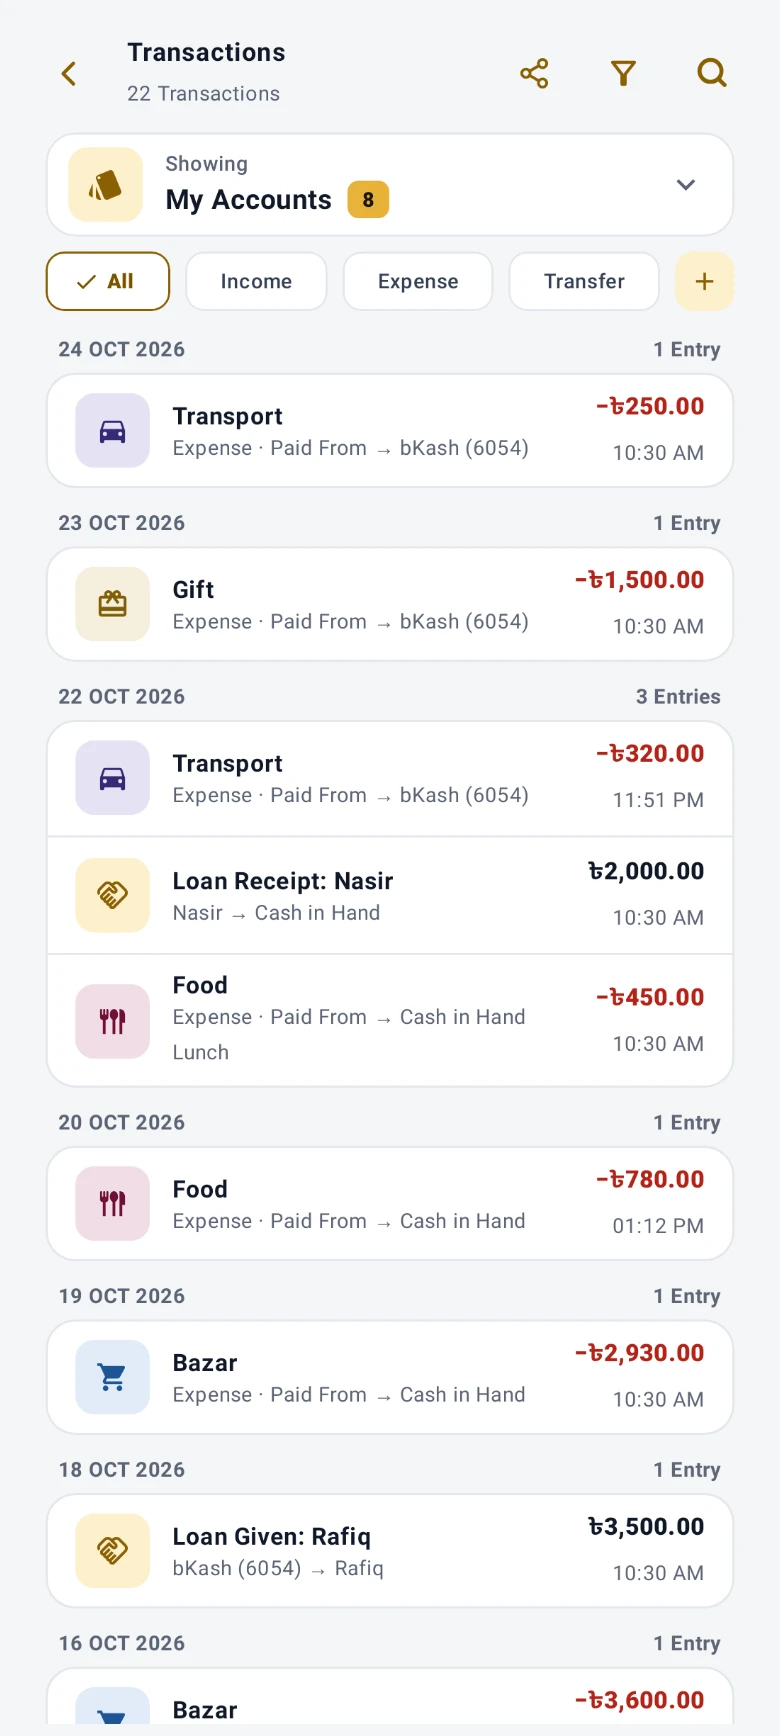 Transactions
22 Transactions
Showing
My Accounts 8
All Income Expense Transfer +
24 OCT 2026 1 Entry
Transport −৳250.00
Expense · Paid From → bKash (6054) 10:30 AM
23 OCT 2026 1 Entry
Gift −৳1,500.00
Expense · Paid From → bKash (6054) 10:30 AM
22 OCT 2026 3 Entries
Transport −৳320.00
Expense · Paid From → bKash (6054) 11:51 PM
Loan Receipt: Nasir ৳2,000.00
Nasir → Cash in Hand 10:30 AM
Food −৳450.00
Expense · Paid From → Cash in Hand
Lunch 10:30 AM
20 OCT 2026 1 Entry
Food −৳780.00
Expense · Paid From → Cash in Hand 01:12 PM
19 OCT 2026 1 Entry
Bazar −৳2,930.00
Expense · Paid From → Cash in Hand 10:30 AM
18 OCT 2026 1 Entry
Loan Given: Rafiq ৳3,500.00
bKash (6054) → Rafiq 10:30 AM
16 OCT 2026 1 Entry
Bazar −৳3,600.00